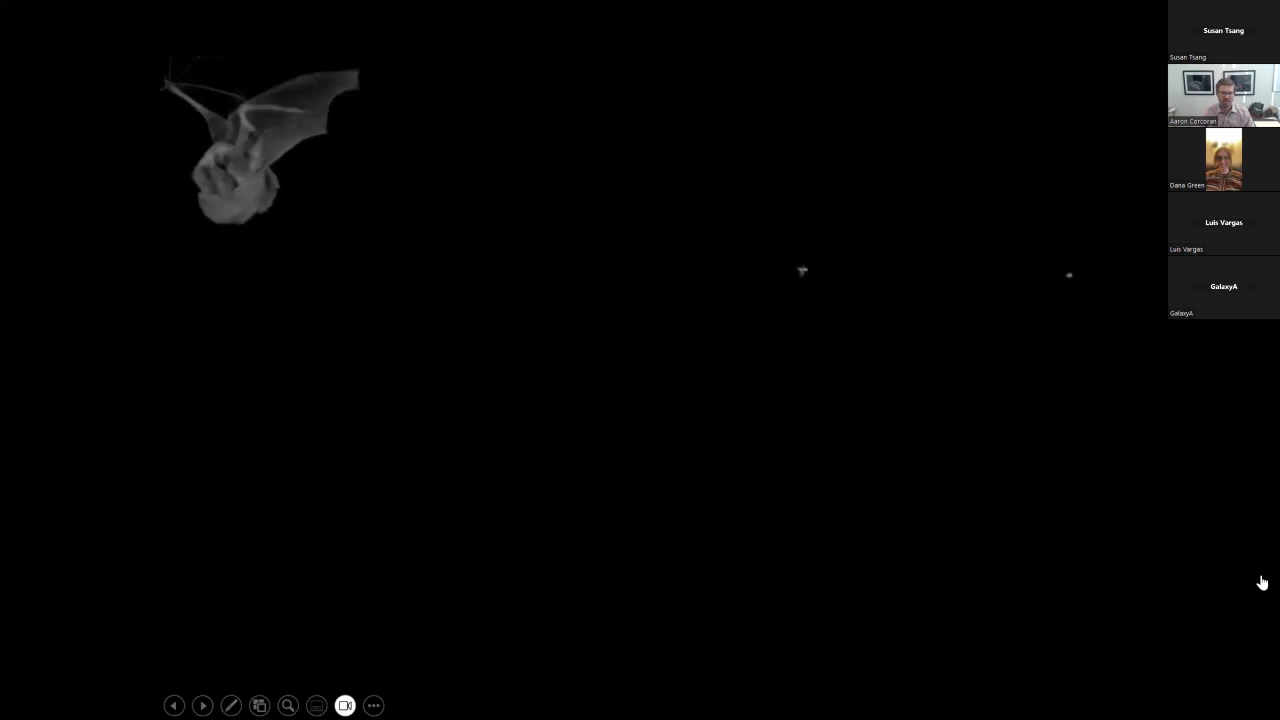 Susan Tsang
Susan Tsang
Aaron Corcoran
Dana Green
Luis Vargas
Luis Vargas
GalaxyA
GalaxyA